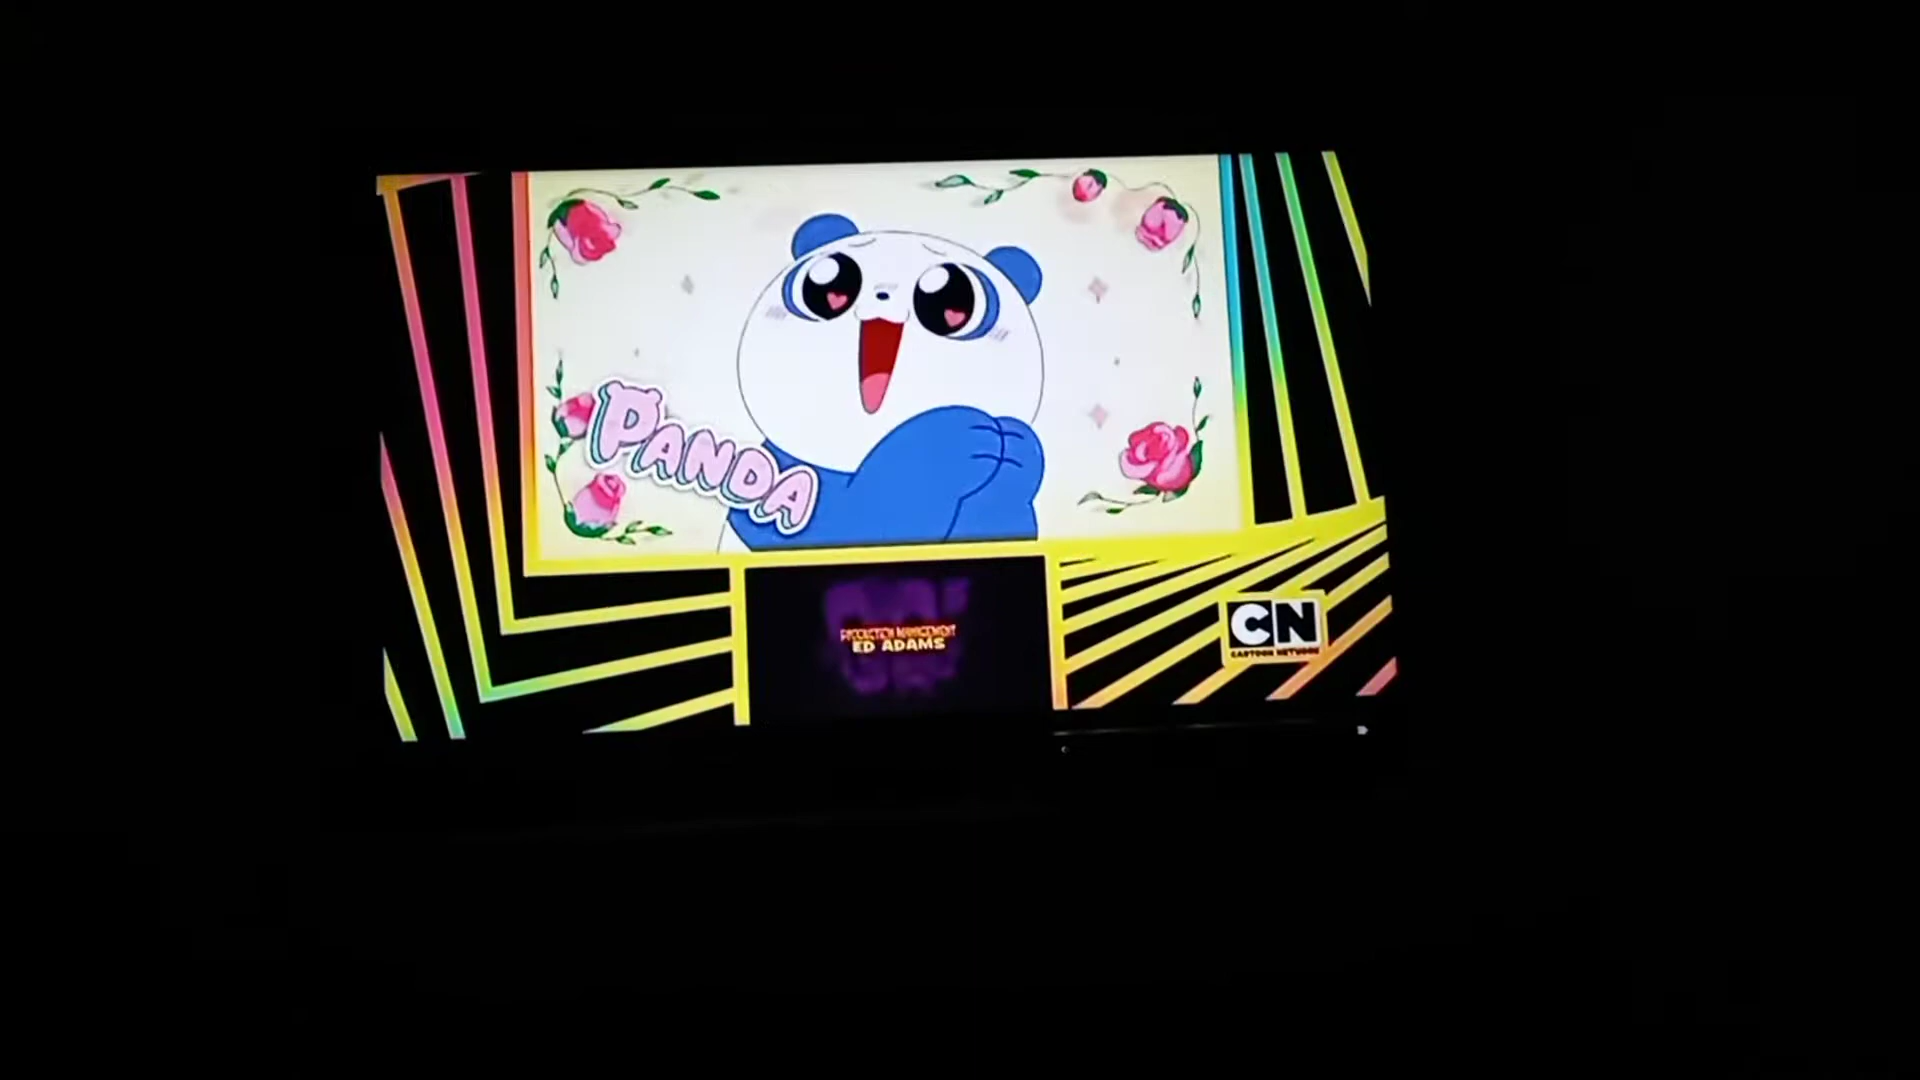 PANDA
PRODUCTION MANAGEMENT
ED ADAMS
CN
CARTOON NETWORK